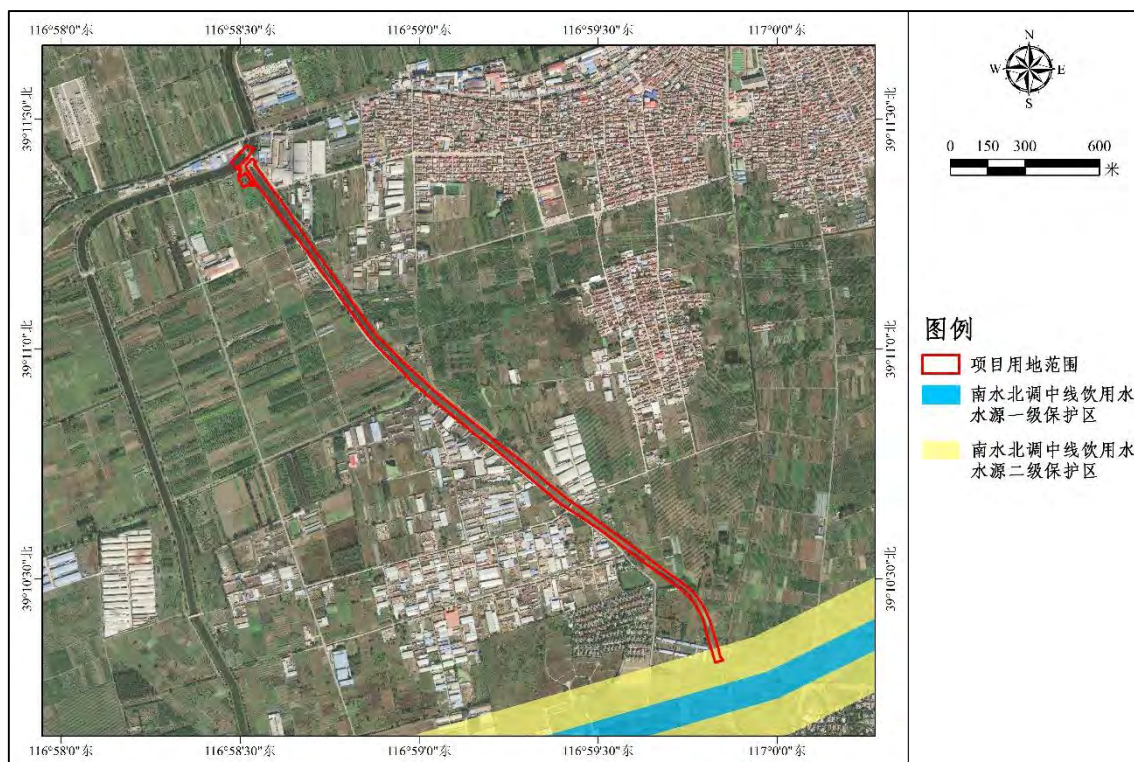 116°58'0"东
116°58'30"东
116°59'0"东
116°59'30"东
117°0'0"东
39°11'30"北
39°11'30"北
39°11'0"北
39°11'0"北
39°10'30"北
39°10'30"北
116°58'0"东
116°58'30"东
116°59'0"东
116°59'30"东
117°0'0"东
N
W
E
S
0 150 300 600
米
图例
项目用地范围
南水北调中线饮用水
水源一级保护区
南水北调中线饮用水
水源二级保护区